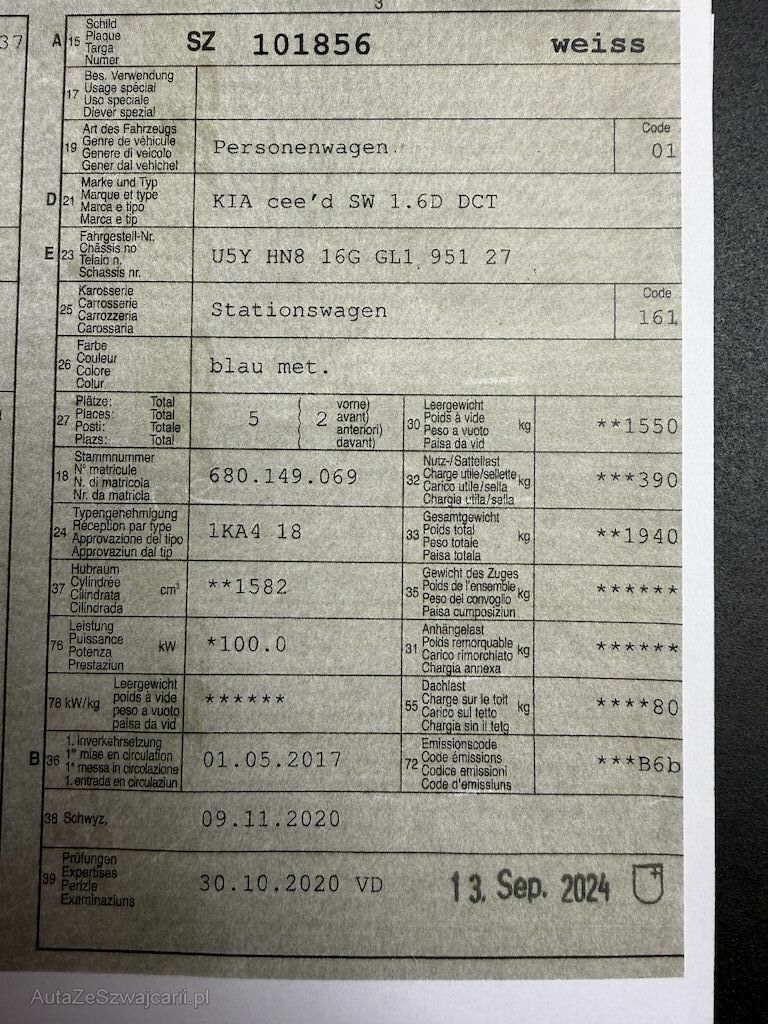 3
37
A 15 Schild
Plaque
Targa
Numer
SZ 101856 weiss
17 Bes. Verwendung
Usage spécial
Uso speciale
Diever spezial
19 Art des Fahrzeugs
Genre de véhicule
Genere di veicolo
Gener dal vehichel
Personenwagen
Code
01
D 21 Marke und Typ
Marque et type
Marca e tipo
Marca e tip
KIA cee'd SW 1.6D DCT
E 23 Fahrgestell-Nr.
Châssis no
Telaio n.
Schassis nr.
U5Y HN8 16G GL1 951 27
25 Karosserie
Carrosserie
Carrozzeria
Carossaria
Stationswagen
Code
161
26 Farbe
Couleur
Colore
Colur
blau met.
27 Plätze: Total
Places: Total
Posti: Totale
Plazs: Total
5 ( 2 vorne)
avant)
anteriori)
davant)
30 Leergewicht
Poids à vide
Peso a vuoto
Paisa da vid
kg **1550
18 Stammnummer
N° matricule
N. di matricola
Nr. da matricla
680.149.069
32 Nutz-/Sattellast
Charge utile/sellette
Carico utile/sella
Chargia utila/sella
kg ***390
24 Typengenehmigung
Réception par type
Approvazione del tipo
Approvaziun dal tip
1KA4 18
33 Gesamtgewicht
Poids total
Peso totale
Paisa totala
kg **1940
37 Hubraum
Cylindrée
Cilindrata
Cilindrada
cm³ **1582
35 Gewicht des Zuges
Poids de l'ensemble
Peso del convoglio
Paisa cumposiziun
kg ******
76 Leistung
Puissance
Potenza
Prestaziun
kW *100.0
31 Anhängelast
Poids remorquable
Carico rimorchiato
Chargia annexa
kg ******
78 kW/kg Leergewicht
poids à vide
peso a vuoto
paisa da vid
******
55 Dachlast
Charge sur le toit
Carico sul tetto
Chargia sin il tetg
kg ****80
B 36 1. Inverkehrsetzung
1re mise en circulation
1a messa in circolazione
1. entrada en circulaziun
01.05.2017
72 Emissionscode
Code émissions
Codice emissioni
Code d'emissiuns
***B6b
38 Schwyz,
09.11.2020
39 Prüfungen
Expertises
Perizie
Examinaziuns
30.10.2020 VD
13. Sep. 2024
AutaZeSzwajcarii.pl